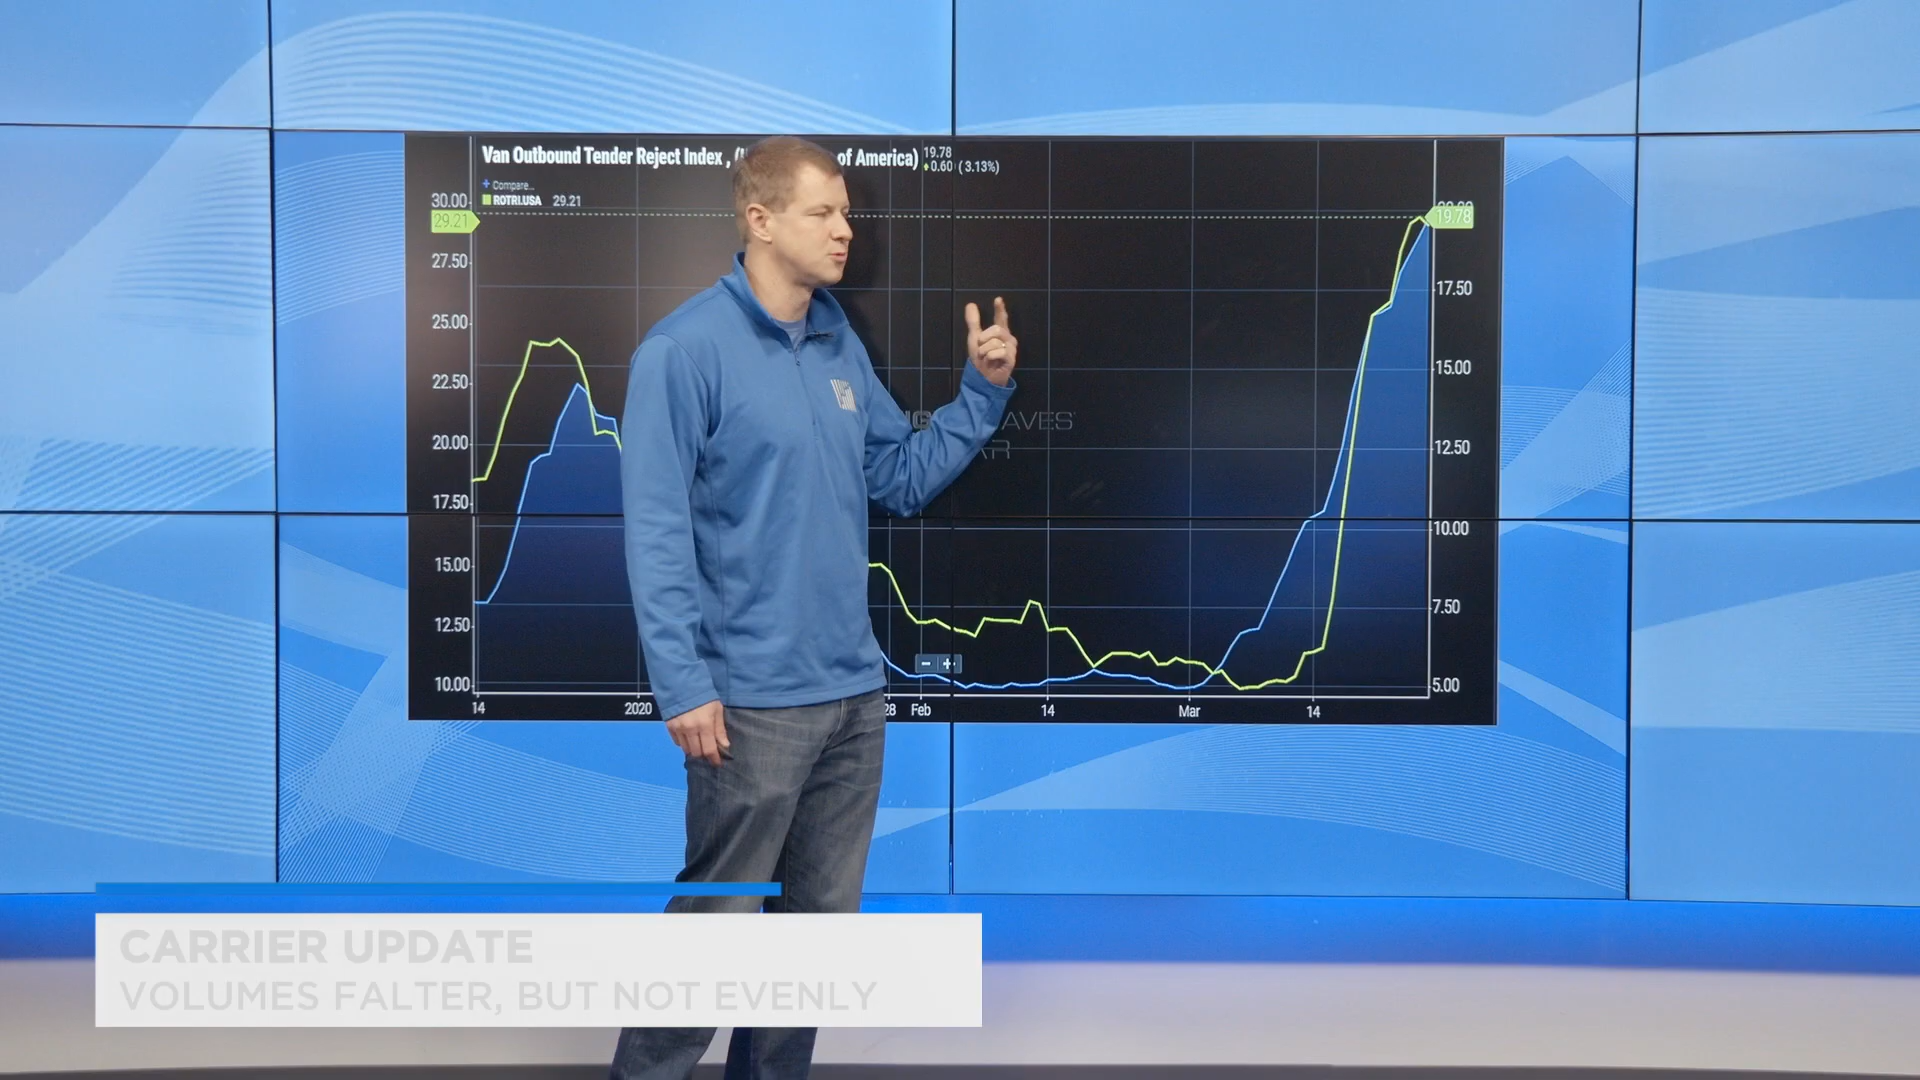 Van Outbound Tender Reject Index, of America) 19.78
0.60 (3.13%)
+ Compare...
ROTRI.USA 29.21
30.00
29.21
27.50
25.00
22.50
20.00
17.50
15.00
12.50
10.00
19.78
17.50
15.00
12.50
10.00
7.50
5.00
AVES
AR
14 2020 28 Feb 14 Mar 14
CARRIER UPDATE
VOLUMES FALTER, BUT NOT EVENLY